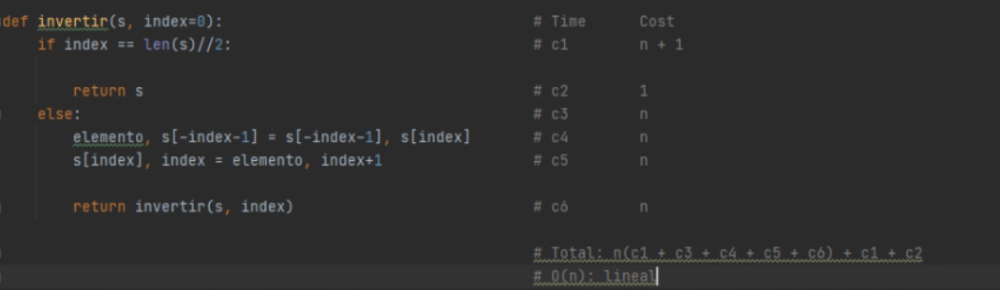 def invertir(s, index=0): # Time Cost
if index == len(s)//2: # c1 n + 1
return s # c2 1
else: # c3 n
elemento, s[-index-1] = s[-index-1], s[index] # c4 n
s[index], index = elemento, index+1 # c5 n
return invertir(s, index) # c6 n
# Total: n(c1 + c3 + c4 + c5 + c6) + c1 + c2
# O(n): lineal